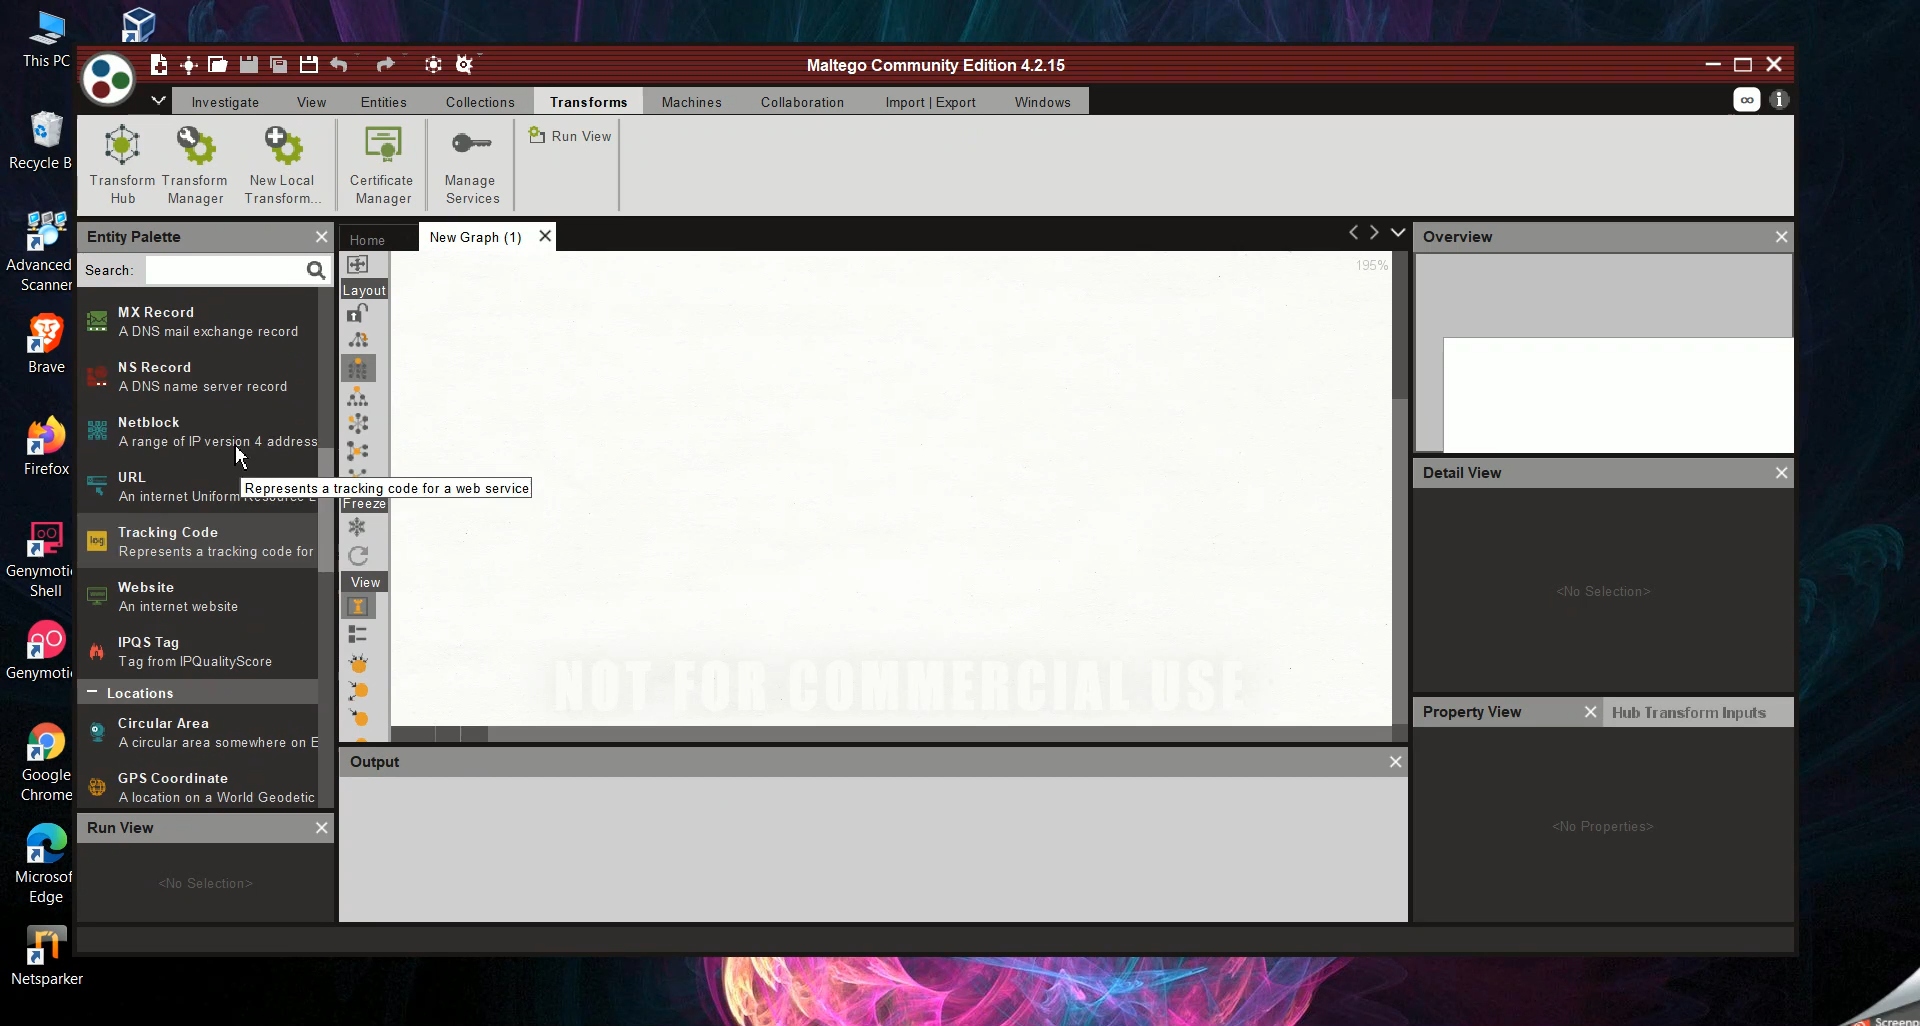 This PC
Recycle B
Advanced
Scanner
Brave
Firefox
Genymoti
Shell
Genymoti
Google
Chrome
Microsof
Edge
Netsparker
Maltego Community Edition 4.2.15
Investigate View Entities Collections Transforms Machines Collaboration Import | Export Windows
Transform
Hub
Transform
Manager
New Local
Transform...
Certificate
Manager
Manage
Services
Run View
Entity Palette
Search:
MX Record
A DNS mail exchange record
NS Record
A DNS name server record
Netblock
A range of IP version 4 address
URL
An internet Uniform
Represents a tracking code for a web service
Tracking Code
Represents a tracking code for
Website
An internet website
IPQS Tag
Tag from IPQualityScore
Locations
Circular Area
A circular area somewhere on E
GPS Coordinate
A location on a World Geodetic
Run View
<No Selection>
Home
New Graph (1)
Layout
Freeze
View
195%
NOT FOR COMMERCIAL USE
Output
Overview
Detail View
<No Selection>
Property View
Hub Transform Inputs
<No Properties>